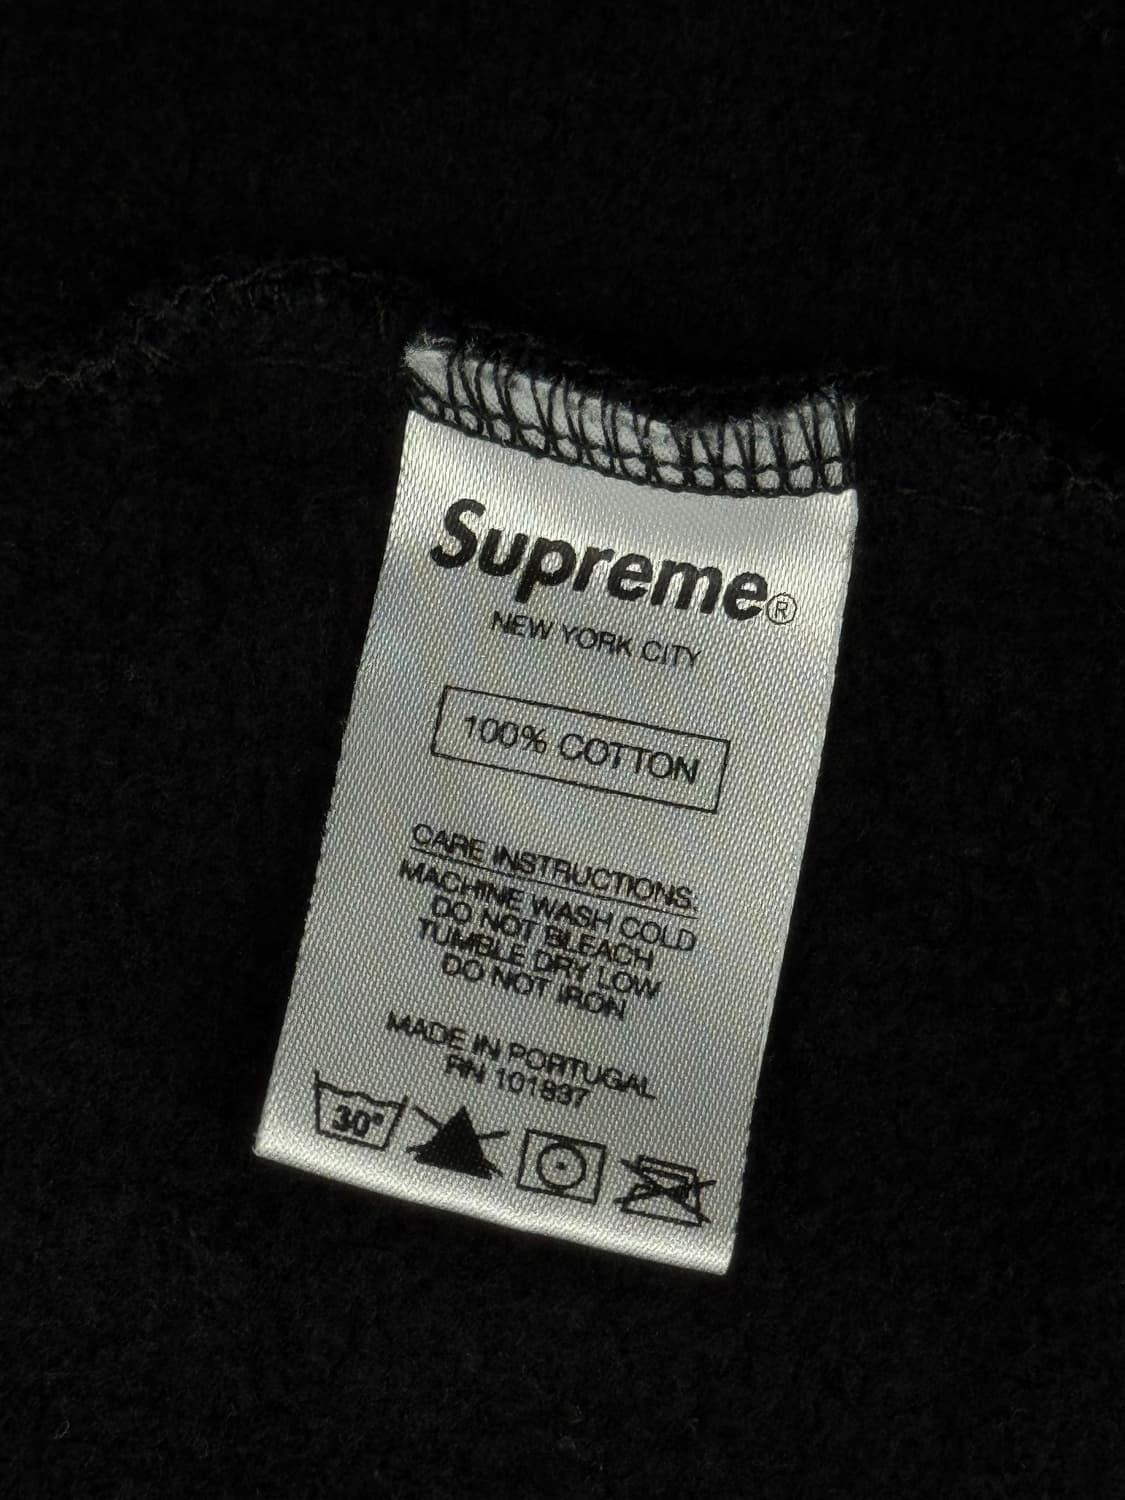 Supreme®
NEW YORK CITY
100% COTTON
CARE INSTRUCTIONS:
MACHINE WASH COLD
DO NOT BLEACH
TUMBLE DRY LOW
DO NOT IRON
MADE IN PORTUGAL
RN 101837
30°